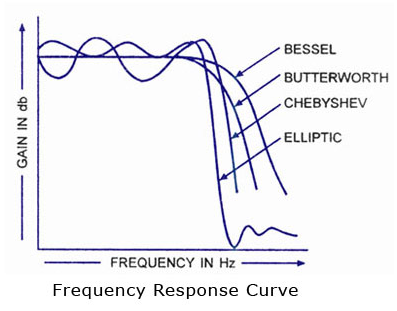 BESSEL
BUTTERWORTH
CHEBYSHEV
ELLIPTIC
GAIN IN db
FREQUENCY IN Hz
Frequency Response Curve